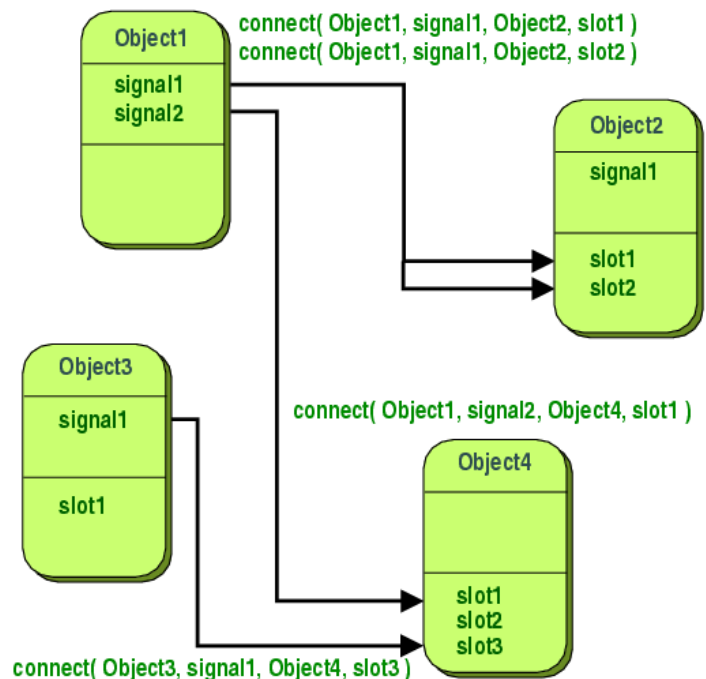 connect( Object1, signal1, Object2, slot1 )
connect( Object1, signal1, Object2, slot2 )
Object1
signal1
signal2
Object2
signal1
slot1
slot2
Object3
signal1
slot1
connect( Object1, signal2, Object4, slot1 )
Object4
slot1
slot2
slot3
connect( Object3, signal1, Object4, slot3 )